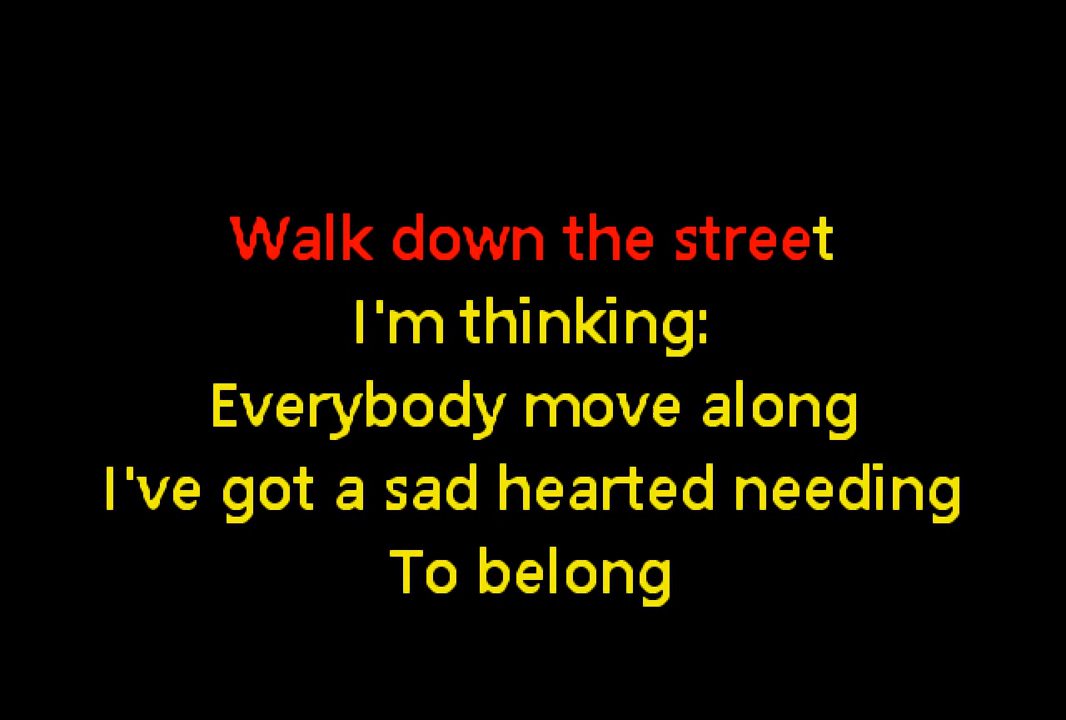 Walk down the street
I'm thinking:
Everybody move along
I've got a sad hearted needing
To belong